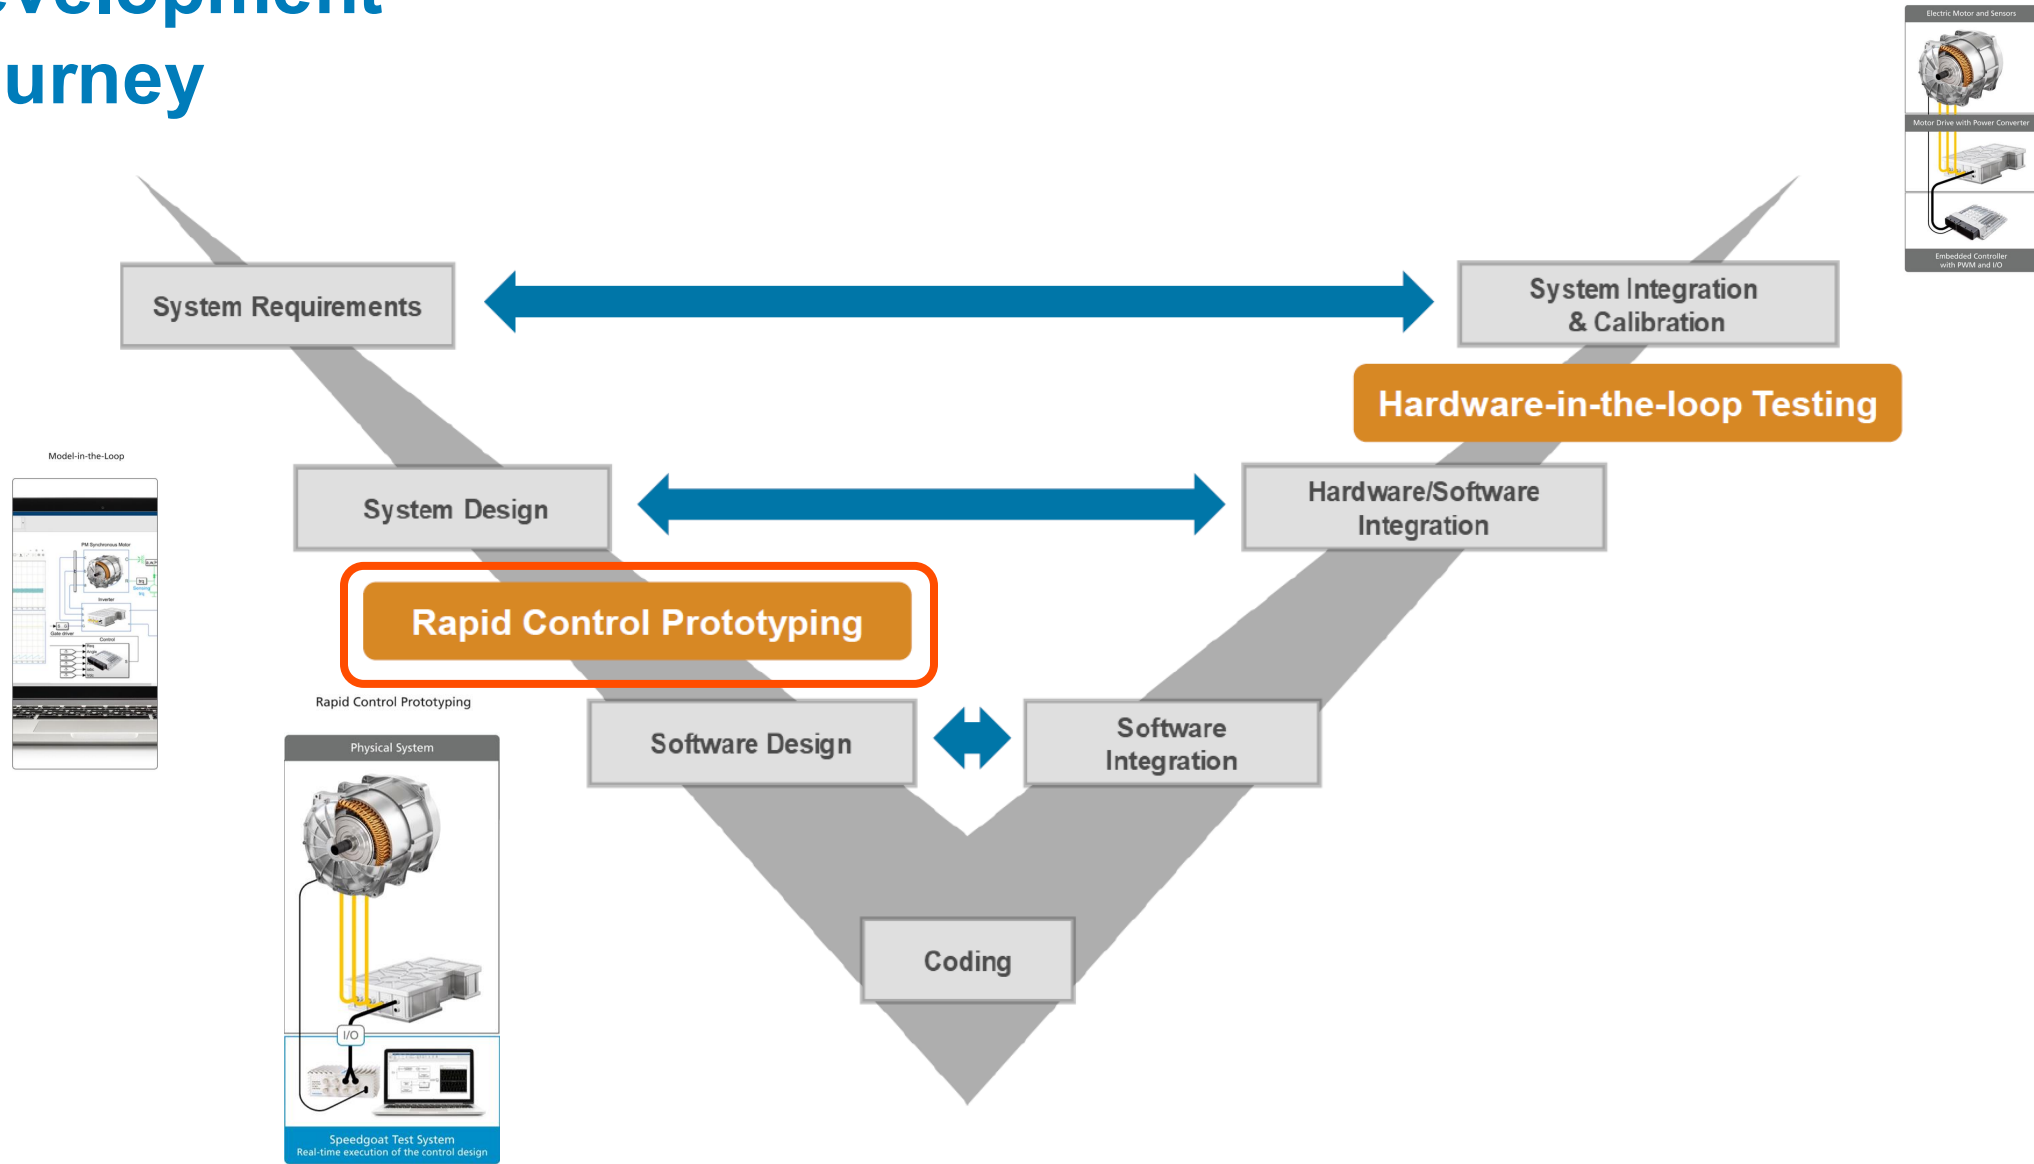 evelopment
urney
Electric Motor and Sensors
Motor Drive with Power Converter
Embedded Controller
with PWM and I/O
System Requirements
System Integration
& Calibration
Hardware-in-the-loop Testing
Model-in-the-Loop
PM Synchronous Motor
Inverter
Gate driver
Control
System Design
Hardware/Software
Integration
Rapid Control Prototyping
Rapid Control Prototyping
Physical System
I/O
Speedgoat Test System
Real-time execution of the control design
Software Design
Software
Integration
Coding